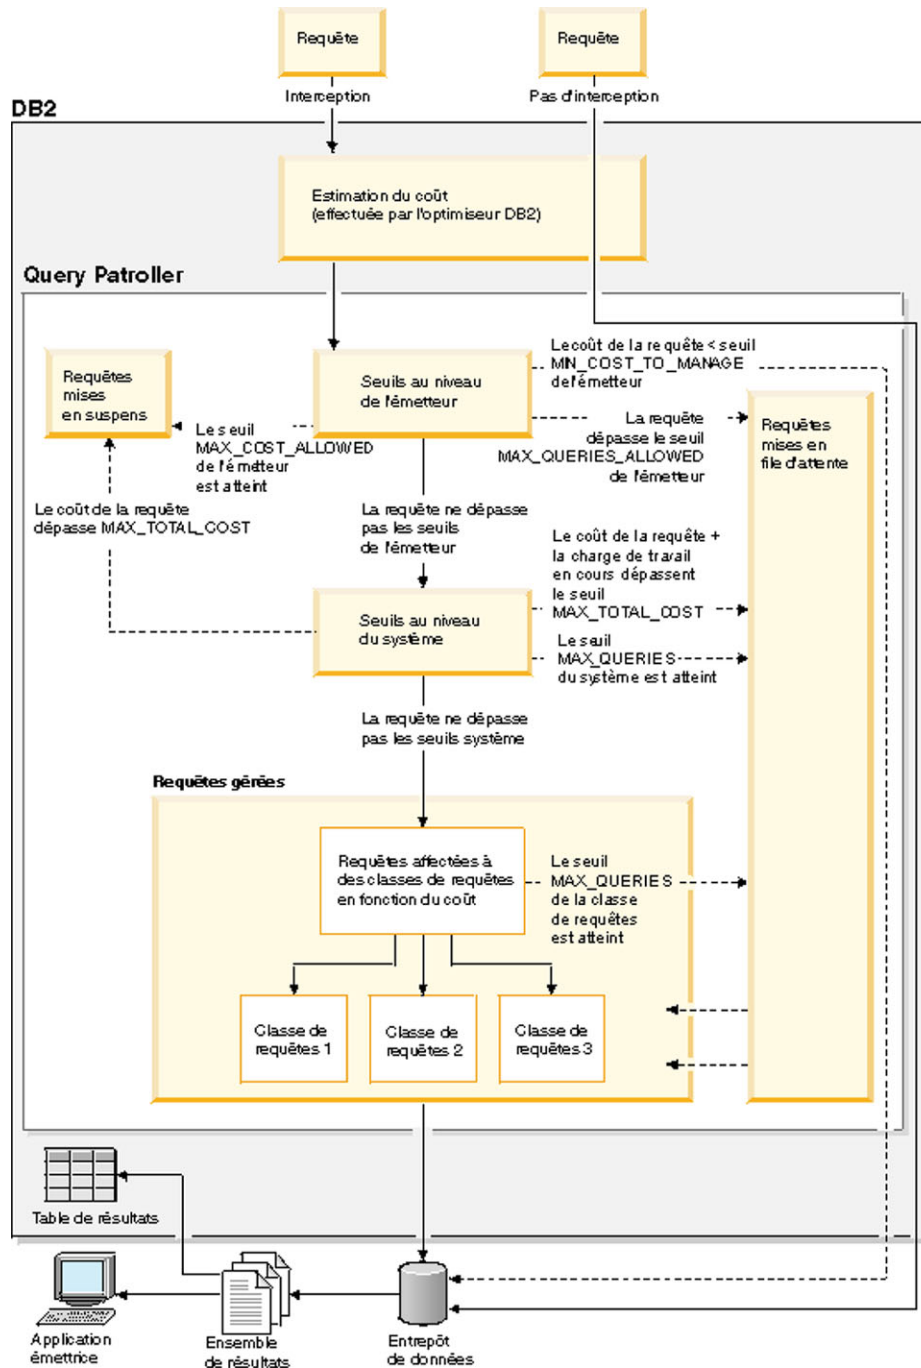 Requête
Requête
Interception
Pas d'interception
DB2
Estimation du coût
(effectuée par l'optimiseur DB2)
Query Patroller
Requêtes
mises
en suspens
Seuils au niveau
de l'émetteur
Le coût de la requête < seuil
MIN_COST_TO_MANAGE
de l'émetteur
Le seuil
MAX_COST_ALLOWED
de l'émetteur
est atteint
La requête
dépasse le seuil
MAX_QUERIES_ALLOWED
de l'émetteur
Requêtes
mises en
file d'attente
Le coût de la requête
dépasse MAX_TOTAL_COST
La requête ne dépasse
pas les seuils
de l'émetteur
Le coût de la requête +
la charge de travail
en cours dépassent
le seuil
MAX_TOTAL_COST
Seuils au niveau
du système
Le seuil
MAX_QUERIES
du système est atteint
La requête ne dépasse
pas les seuils système
Requêtes gérées
Requêtes affectées à
des classes de requêtes
en fonction du coût
Le seuil
MAX_QUERIES
de la classe
de requêtes
est atteint
Classe de
requêtes 1
Classe de
requêtes 2
Classe de
requêtes 3
Table de résultats
Application
émettrice
Ensemble
de résultats
Entrepôt
de données